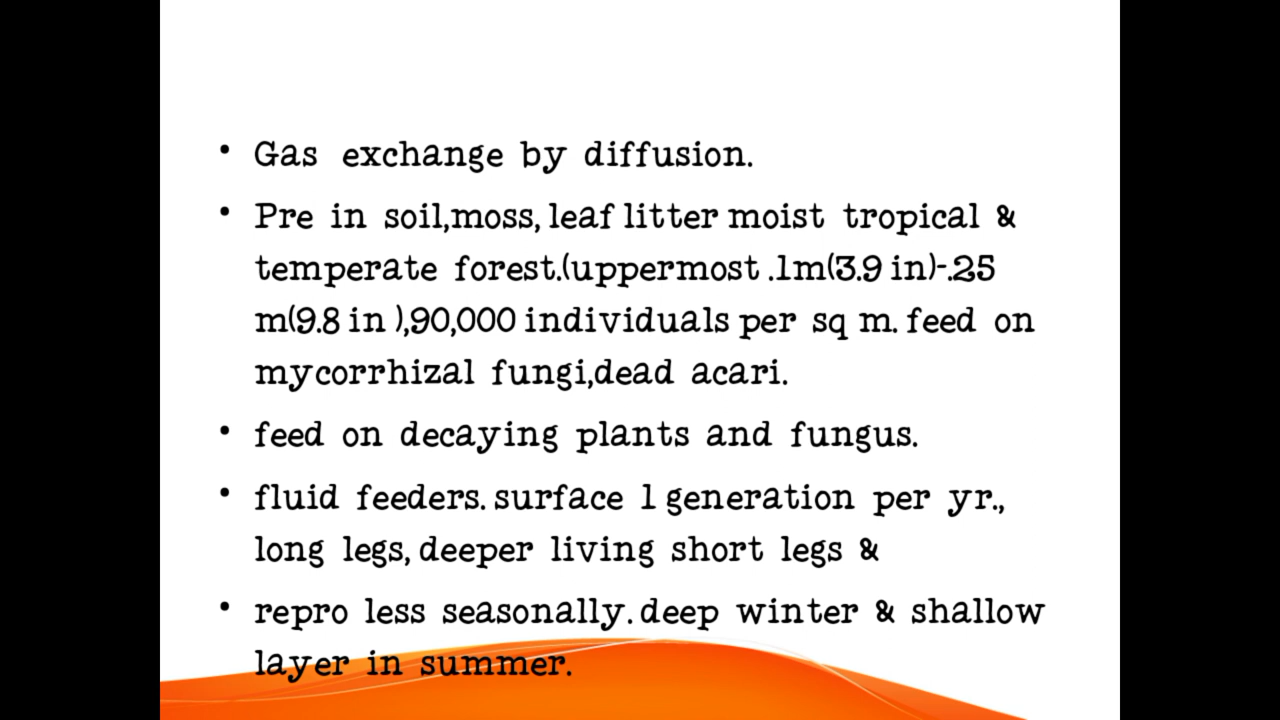 • Gas exchange by diffusion.
• Pre in soil,moss, leaf litter moist tropical &
temperate forest.(uppermost .1m(3.9 in)-.25
m(9.8 in ),90,000 individuals per sq m. feed on
mycorrhizal fungi,dead acari.
• feed on decaying plants and fungus.
• fluid feeders. surface 1 generation per yr.,
long legs, deeper living short legs &
• repro less seasonally. deep winter & shallow
layer in summer.